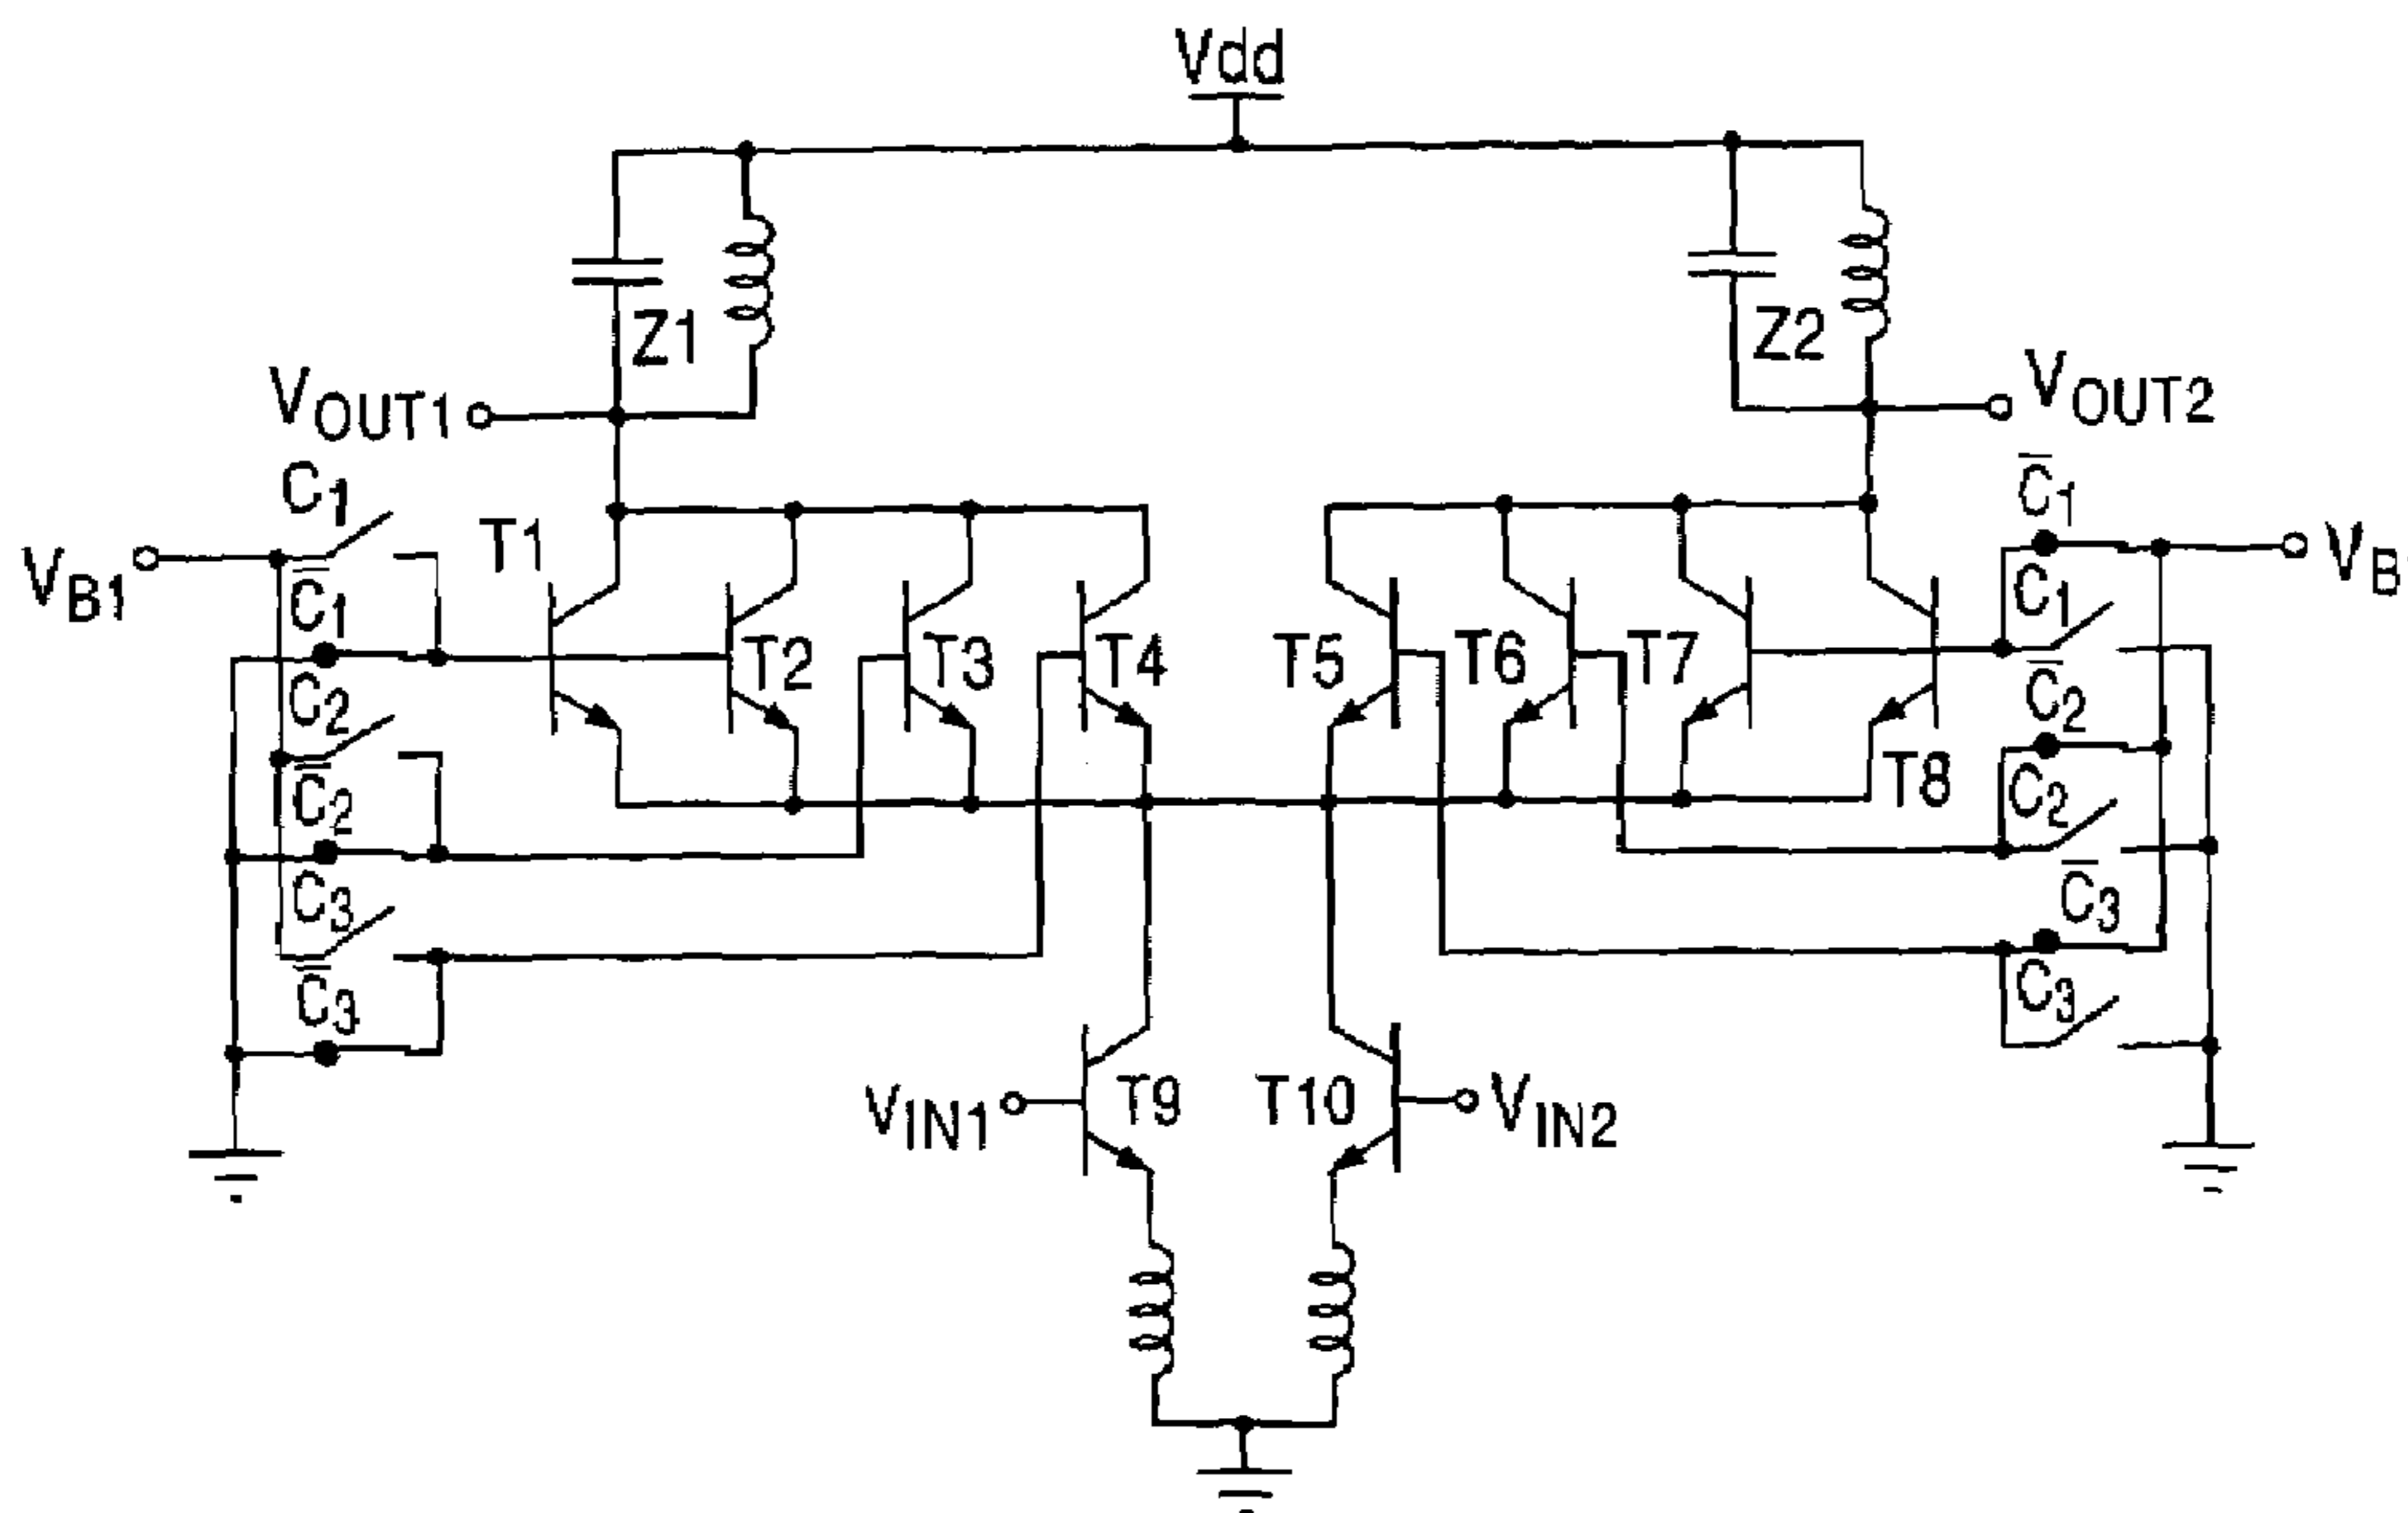 Vdd
Z1
Z2
VOUT1
VOUT2
C1
C̅1
T1
VB1
VB
C̅1
C1
T2
T3
T4
T5
T6
T7
C2
C̅2
T8
C̅2
C2
C3
C̅3
C̅3
C3
VIN1
T9
T10
VIN2